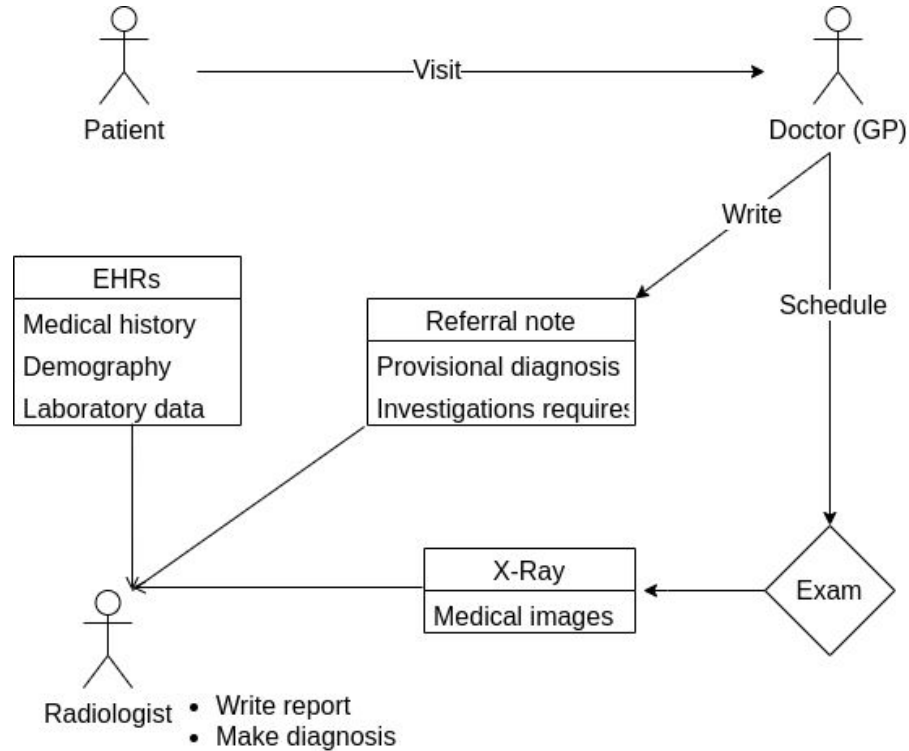 Visit
Patient
Doctor (GP)
Write
EHRs
Medical history
Demography
Laboratory data
Referral note
Provisional diagnosis
Investigations requires
Schedule
X-Ray
Medical images
Exam
Radiologist
• Write report
• Make diagnosis